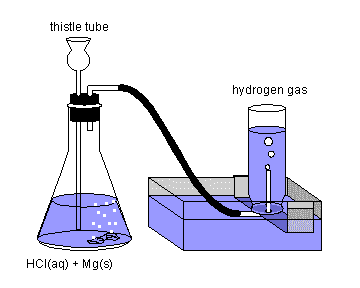 thistle tube
hydrogen gas
HCl(aq) + Mg(s)